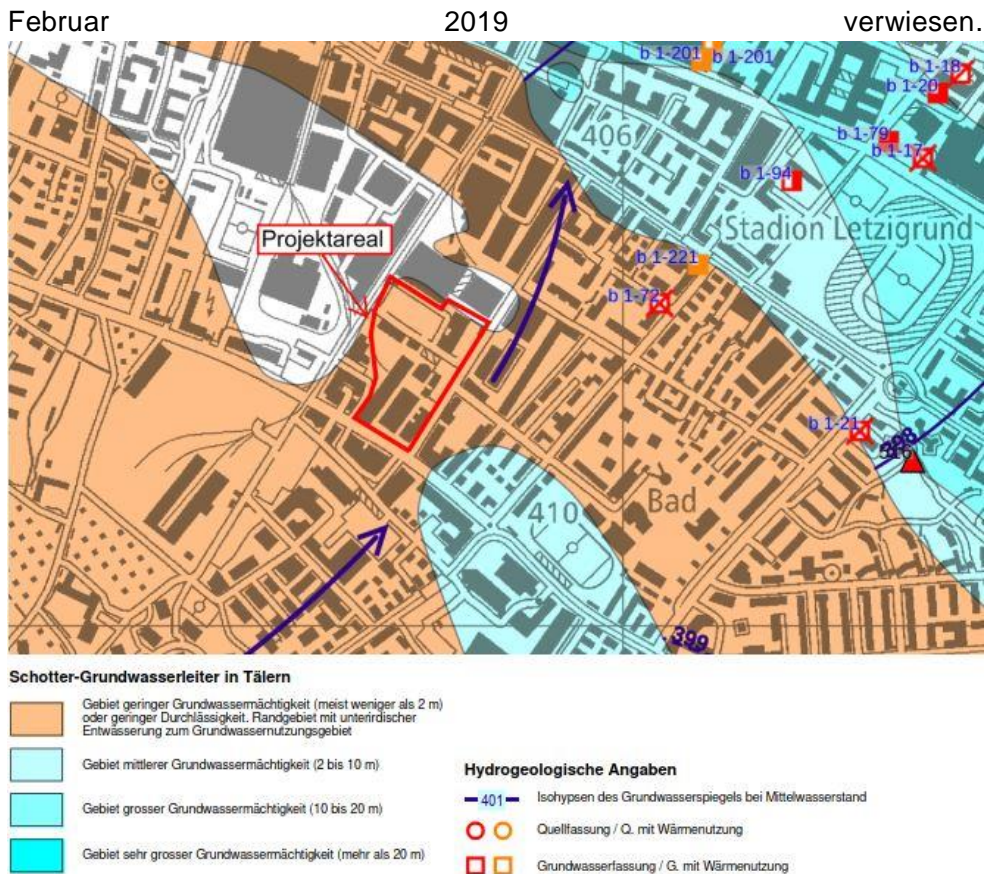 Februar 2019 verwiesen.
b 1-201 b 1-201
b 1-18
b 1-20
406
b 1-79
b 1-17
b 1-94
Stadion Letzigrund
Projektareal
b 1-221
b 1-72
b 1-21
398
516
Bad
410
399
Schotter-Grundwasserleiter in Tälern
Gebiet geringer Grundwassermächtigkeit (meist weniger als 2 m)
oder geringer Durchlässigkeit. Randgebiet mit unterirdischer
Entwässerung zum Grundwassernutzungsgebiet
Gebiet mittlerer Grundwassermächtigkeit (2 bis 10 m)
Gebiet grosser Grundwassermächtigkeit (10 bis 20 m)
Gebiet sehr grosser Grundwassermächtigkeit (mehr als 20 m)
Hydrogeologische Angaben
401 Isohypsen des Grundwasserspiegels bei Mittelwasserstand
Quellfassung / Q. mit Wärmenutzung
Grundwasserfassung / G. mit Wärmenutzung